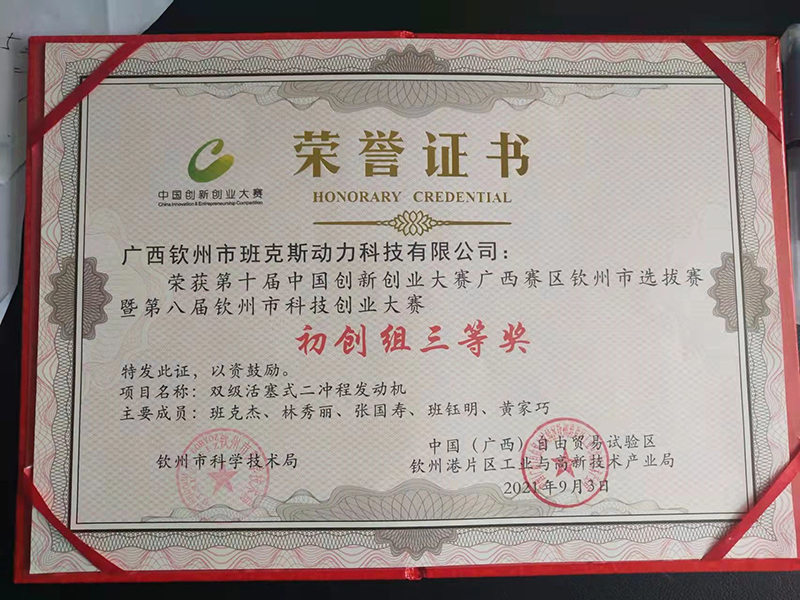 荣誉证书
中国创新创业大赛
China Innovation & Entrepreneurship Competition
HONORARY CREDENTIAL
广西钦州市班克斯动力科技有限公司：
荣获第十届中国创新创业大赛广西赛区钦州市选拔赛
暨第八届钦州市科技创业大赛
初创组三等奖
特发此证，以资鼓励。
项目名称：双级活塞式二冲程发动机
主要成员：班克杰、林秀丽、张国寿、班钰明、黄家巧
钦州市科学技术局
中国（广西）自由贸易试验区
钦州港片区工业与高新技术产业局
2021年9月3日